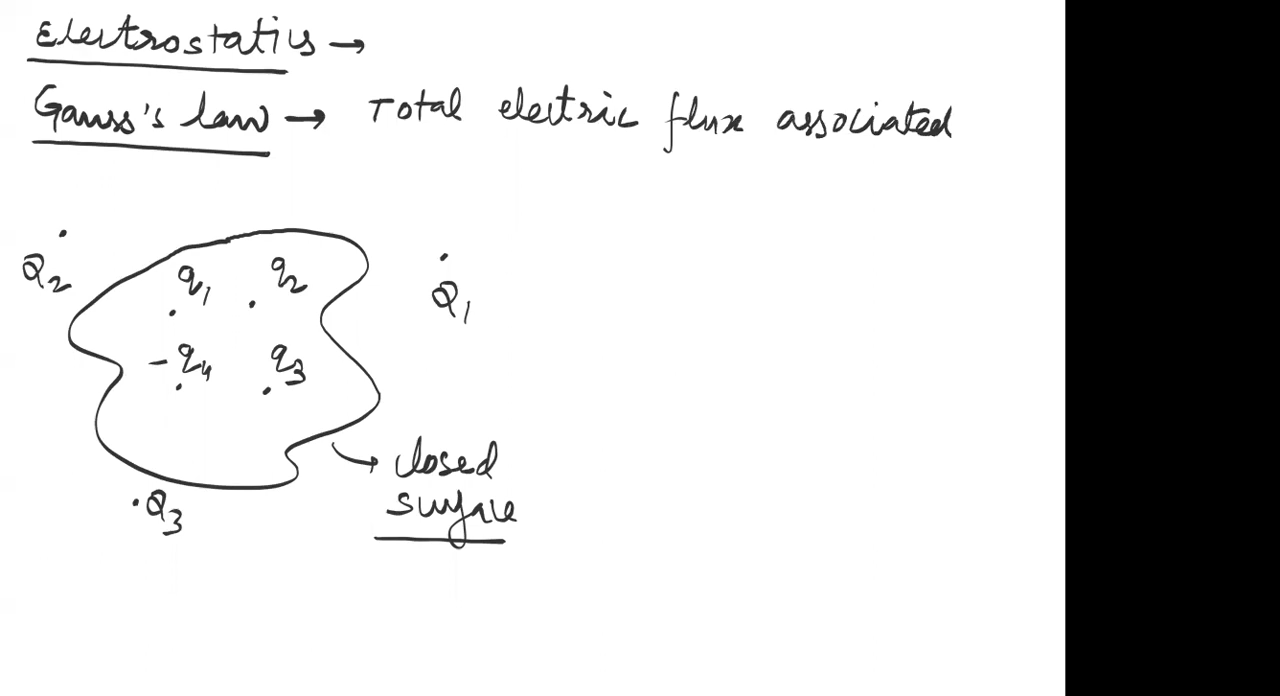 Electrostatics →
Gauss's law → Total electric flux associated
Q₂
q₁ q₂
Q₁
-q₄ q₃
closed
surface
Q₃